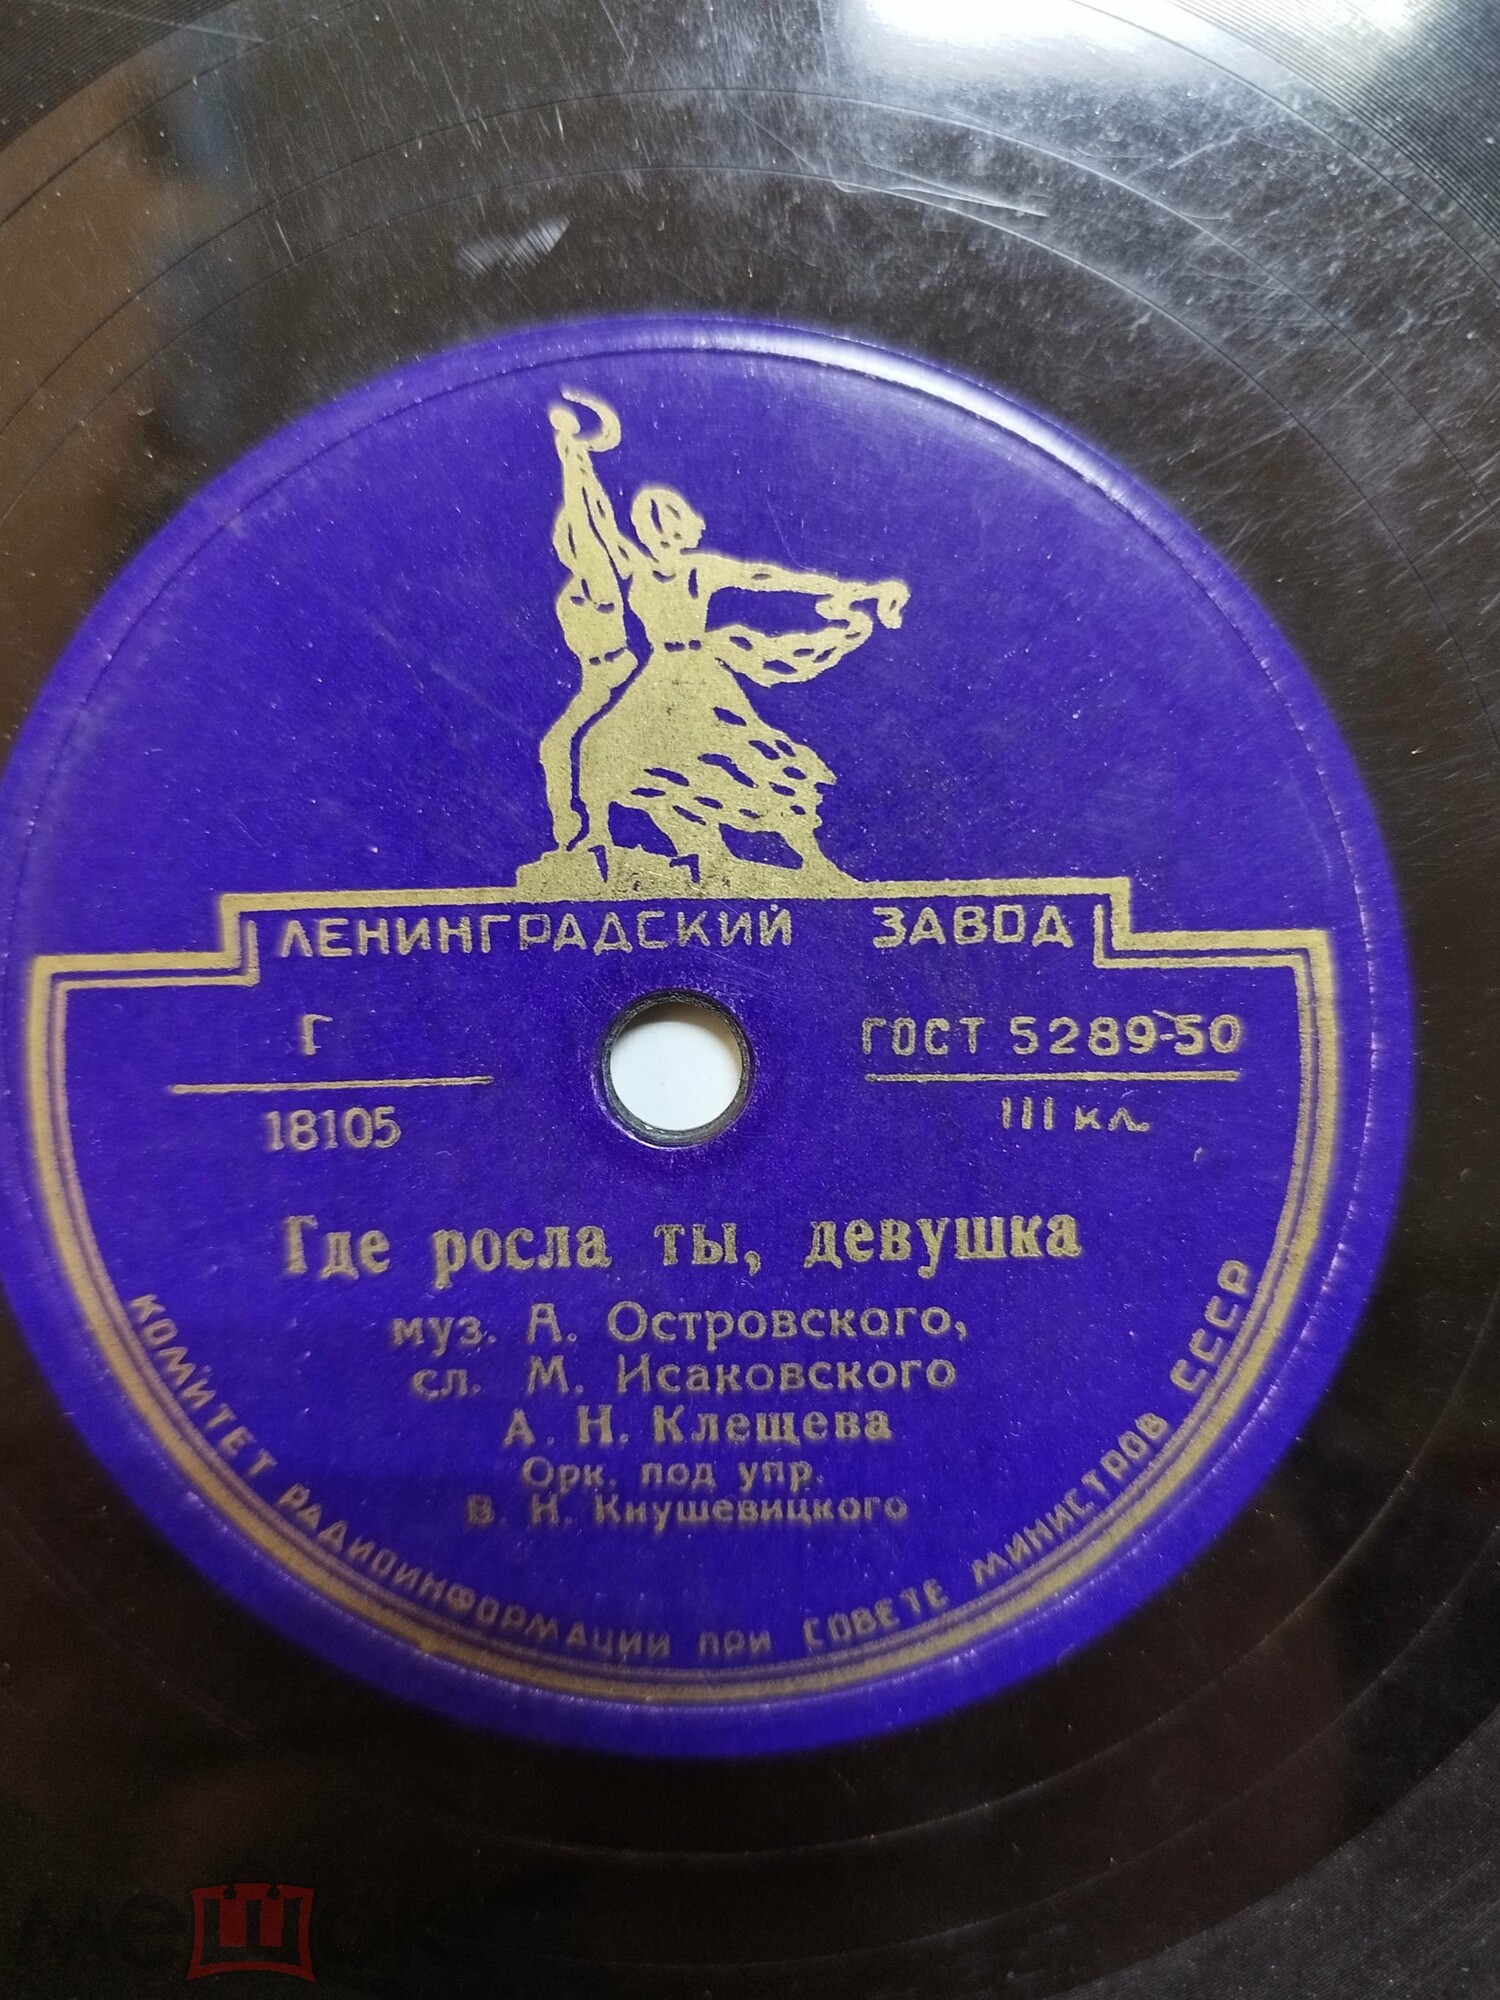 ЛЕНИНГРАДСКИЙ ЗАВОД
Г
ГОСТ 5289-50
18105
III кл.
Где росла ты, девушка
муз. А. Островского,
сл. М. Исаковского
А. Н. Клещева
Орк. под упр.
В. Н. Кнушевицкого
КОМИТЕТ РАДИОИНФОРМАЦИИ ПРИ СОВЕТЕ МИНИСТРОВ СССР
мешок